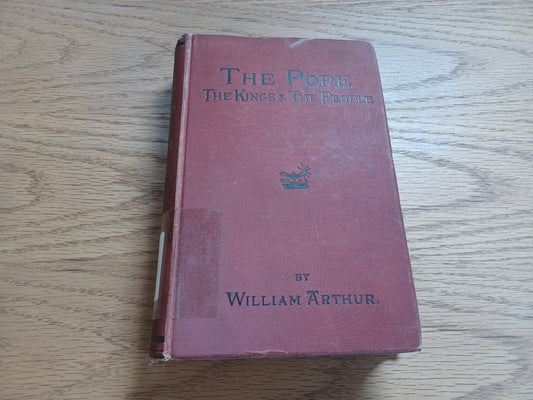 THE POPE,
THE KINGS & THE PEOPLE
BY
WILLIAM ARTHUR.